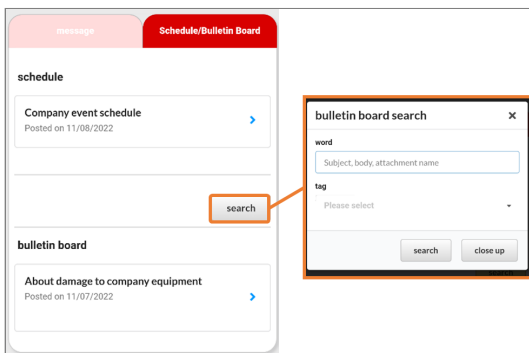 message
Schedule/Bulletin Board
schedule
Company event schedule
Posted on 11/08/2022
search
bulletin board
About damage to company equipment
Posted on 11/07/2022
bulletin board search
word
Subject, body, attachment name
tag
Please select
search
close up
search